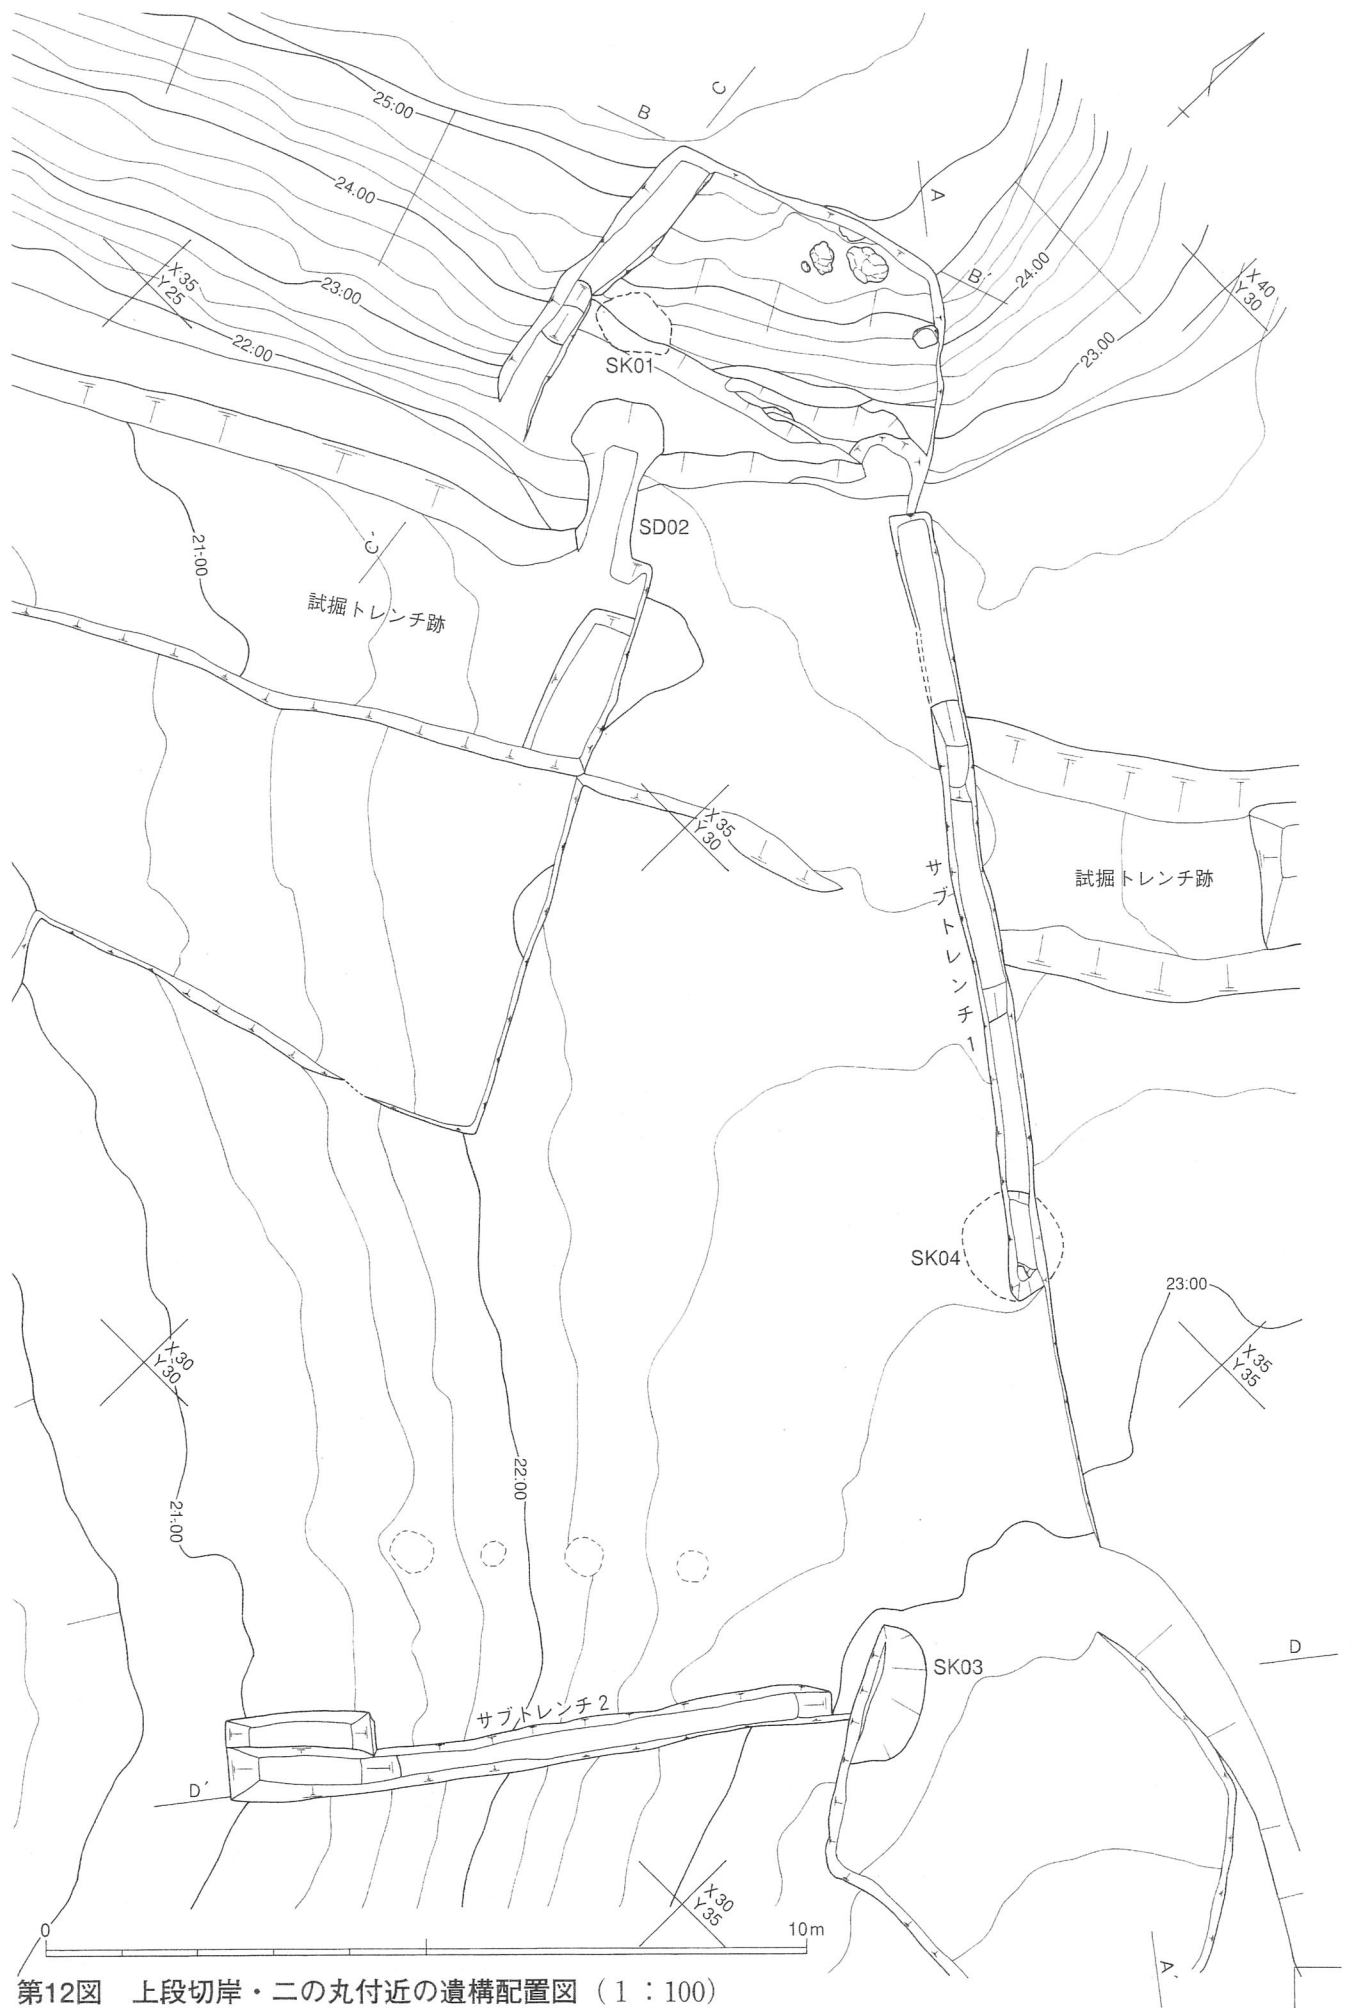 25:00
B
C
A
24.00
X35
Y25
23:00
22:00
B´
24:00
X40
Y30
23:00
SK01
SD02
21:00
C´
試掘トレンチ跡
X35
Y30
サブトレンチ1
試掘トレンチ跡
SK04
23:00
X30
Y30
X35
Y35
22:00
21:00
SK03
D
サブトレンチ2
D´
X30
Y35
A´
0
10m
第12図 上段切岸・二の丸付近の遺構配置図（1：100）